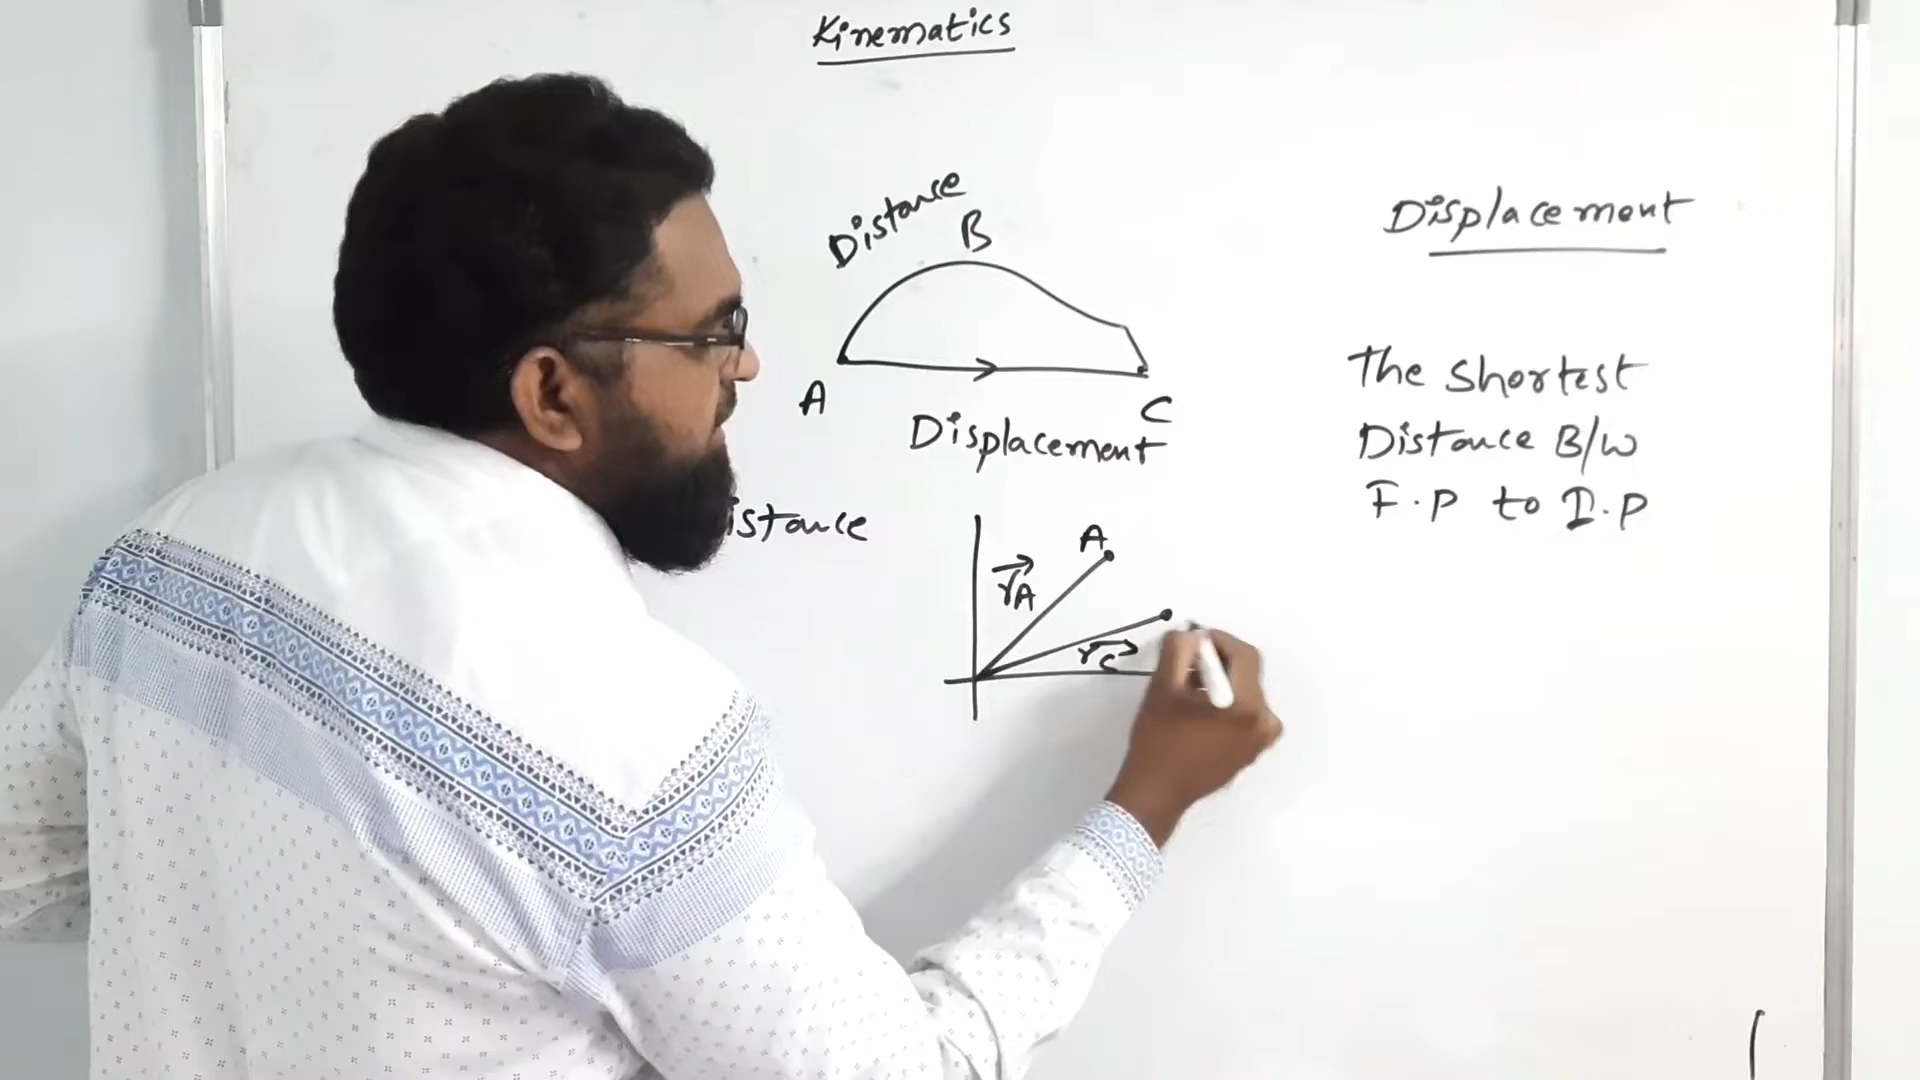 Kinematics
Distance
B
A
C
Displacement
istance
A
rA
rc
Displacement
The Shortest
Distance B/w
F.P to I.P